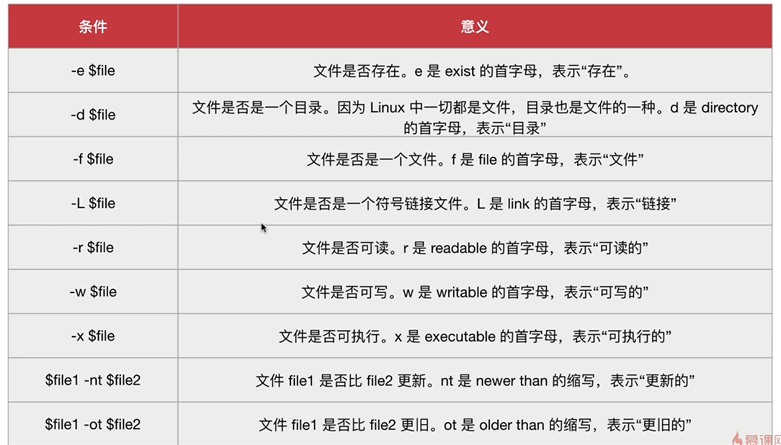 条件 意义
-e $file 文件是否存在。e 是 exist 的首字母，表示“存在”。
-d $file 文件是否是一个目录。因为 Linux 中一切都是文件，目录也是文件的一种。d 是 directory
的首字母，表示“目录”
-f $file 文件是否是一个文件。f 是 file 的首字母，表示“文件”
-L $file 文件是否是一个符号链接文件。L 是 link 的首字母，表示“链接”
-r $file 文件是否可读。r 是 readable 的首字母，表示“可读的”
-w $file 文件是否可写。w 是 writable 的首字母，表示“可写的”
-x $file 文件是否可执行。x 是 executable 的首字母，表示“可执行的”
$file1 -nt $file2 文件 file1 是否比 file2 更新。nt 是 newer than 的缩写，表示“更新的”
$file1 -ot $file2 文件 file1 是否比 file2 更旧。ot 是 older than 的缩写，表示“更旧的”